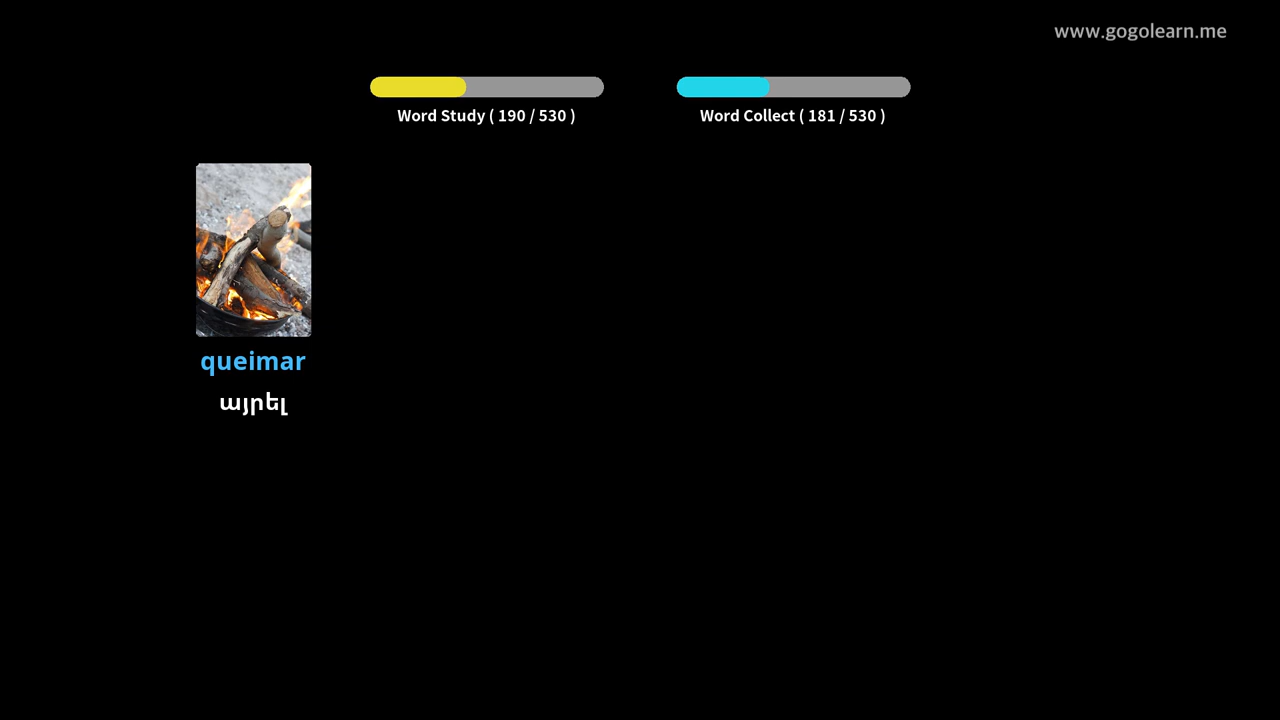 www.gogolearn.me
Word Study ( 190 / 530 )
Word Collect ( 181 / 530 )
queimar
այրել